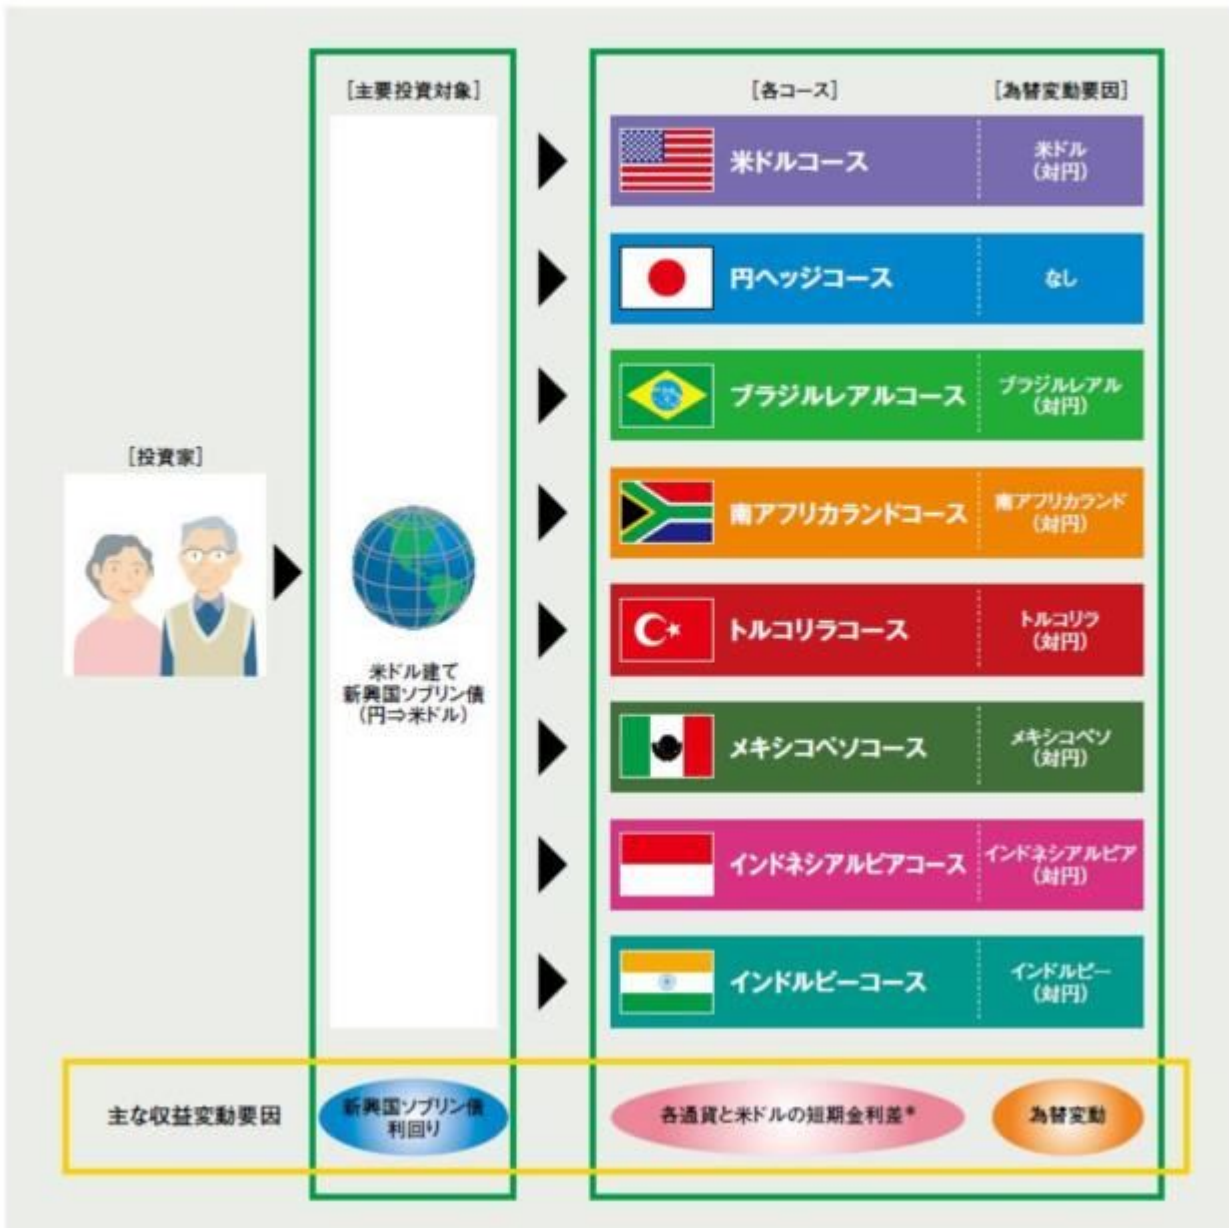 [主要投資対象]
[各コース]
[為替変動要因]
米ドルコース
米ドル
(対円)
円ヘッジコース
なし
ブラジルレアルコース
ブラジルレアル
(対円)
[投資家]
南アフリカランドコース
南アフリカランド
(対円)
トルコリラコース
トルコリラ
(対円)
米ドル建て
新興国ソブリン債
(円⇒米ドル)
メキシコペソコース
メキシコペソ
(対円)
インドネシアルピアコース
インドネシアルピア
(対円)
インドルピーコース
インドルピー
(対円)
主な収益変動要因
新興国ソブリン債
利回り
各通貨と米ドルの短期金利差*
為替変動